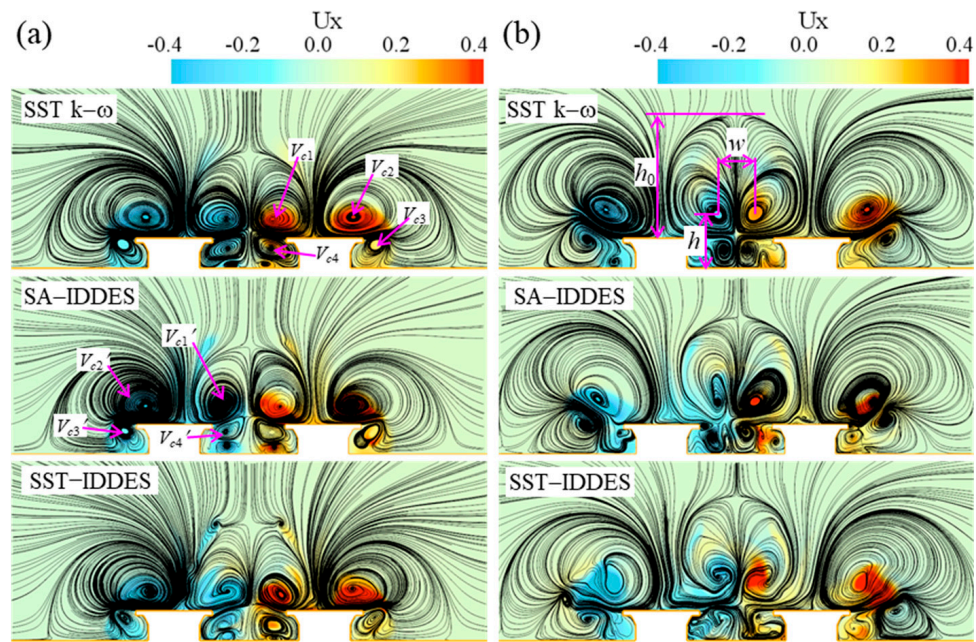 (a)
Ux
-0.4 -0.2 0.0 0.2 0.4
SST k-ω
Vc1
Vc2
Vc3
Vc4
SA-IDDES
Vc1′
Vc2′
Vc3′
Vc4′
SST-IDDES
(b)
Ux
-0.4 -0.2 0.0 0.2 0.4
SST k-ω
h0
w
h
SA-IDDES
SST-IDDES